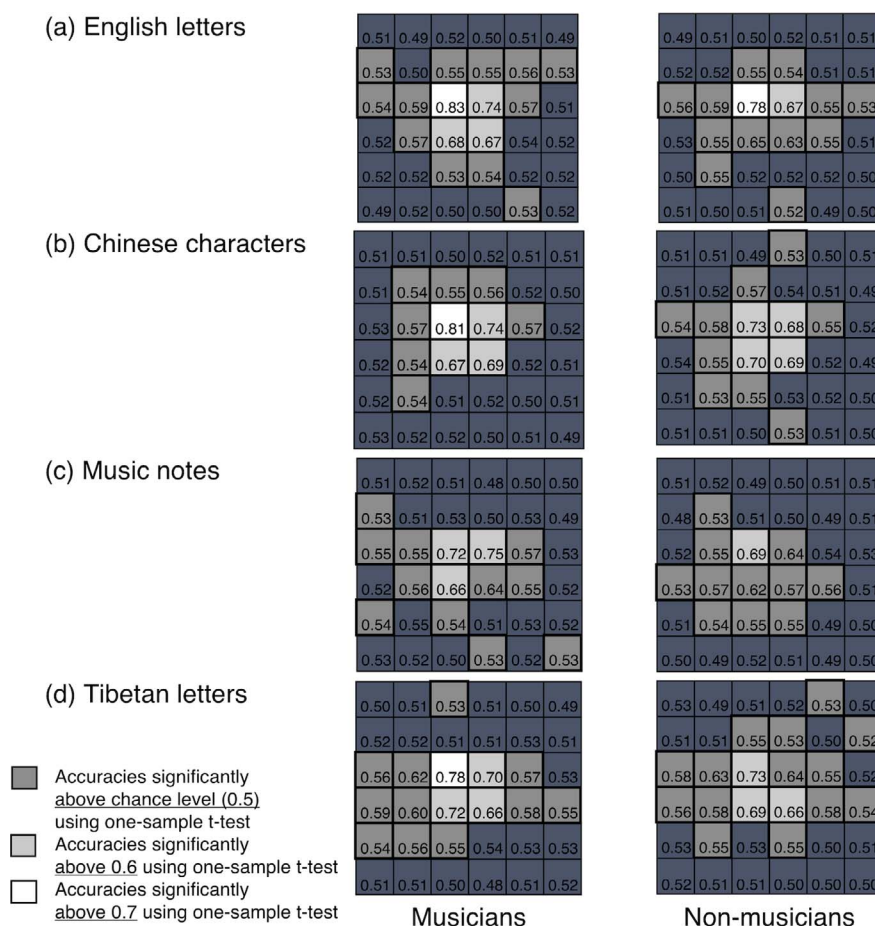 (a) English letters
0.51 0.49 0.52 0.50 0.51 0.49
0.53 0.50 0.55 0.55 0.56 0.53
0.54 0.59 0.83 0.74 0.57 0.51
0.52 0.57 0.68 0.67 0.54 0.52
0.52 0.52 0.53 0.54 0.52 0.52
0.49 0.52 0.50 0.50 0.53 0.52
0.49 0.51 0.50 0.52 0.51 0.51
0.52 0.52 0.55 0.54 0.51 0.51
0.56 0.59 0.78 0.67 0.55 0.53
0.53 0.55 0.65 0.63 0.55 0.51
0.50 0.55 0.52 0.52 0.52 0.50
0.51 0.50 0.51 0.52 0.49 0.50
(b) Chinese characters
0.51 0.51 0.50 0.52 0.51 0.51
0.51 0.54 0.55 0.56 0.52 0.50
0.53 0.57 0.81 0.74 0.57 0.52
0.52 0.54 0.67 0.69 0.52 0.51
0.52 0.54 0.51 0.52 0.50 0.51
0.53 0.52 0.52 0.50 0.51 0.49
0.51 0.51 0.49 0.53 0.50 0.51
0.51 0.52 0.57 0.54 0.51 0.49
0.54 0.58 0.73 0.68 0.55 0.52
0.54 0.55 0.70 0.69 0.52 0.49
0.51 0.53 0.55 0.53 0.52 0.50
0.51 0.51 0.50 0.53 0.51 0.50
(c) Music notes
0.51 0.52 0.51 0.48 0.50 0.50
0.53 0.51 0.53 0.50 0.53 0.49
0.55 0.55 0.72 0.75 0.57 0.53
0.52 0.56 0.66 0.64 0.55 0.52
0.54 0.55 0.54 0.51 0.53 0.52
0.53 0.52 0.50 0.53 0.52 0.53
0.51 0.52 0.49 0.50 0.51 0.51
0.48 0.53 0.51 0.50 0.49 0.51
0.52 0.55 0.69 0.64 0.54 0.53
0.53 0.57 0.62 0.57 0.56 0.51
0.51 0.54 0.55 0.55 0.49 0.50
0.50 0.49 0.52 0.51 0.49 0.50
(d) Tibetan letters
0.50 0.51 0.53 0.51 0.50 0.49
0.52 0.52 0.51 0.51 0.53 0.51
0.56 0.62 0.78 0.70 0.57 0.53
0.59 0.60 0.72 0.66 0.58 0.55
0.54 0.56 0.55 0.54 0.53 0.53
0.51 0.51 0.50 0.48 0.51 0.52
0.53 0.49 0.51 0.52 0.53 0.50
0.51 0.51 0.55 0.53 0.50 0.52
0.58 0.63 0.73 0.64 0.55 0.52
0.56 0.58 0.69 0.66 0.58 0.54
0.53 0.55 0.53 0.55 0.50 0.51
0.52 0.51 0.51 0.50 0.50 0.50
Accuracies significantly
above chance level (0.5)
using one-sample t-test
Accuracies significantly
above 0.6 using one-sample t-test
Accuracies significantly
above 0.7 using one-sample t-test
Musicians
Non-musicians